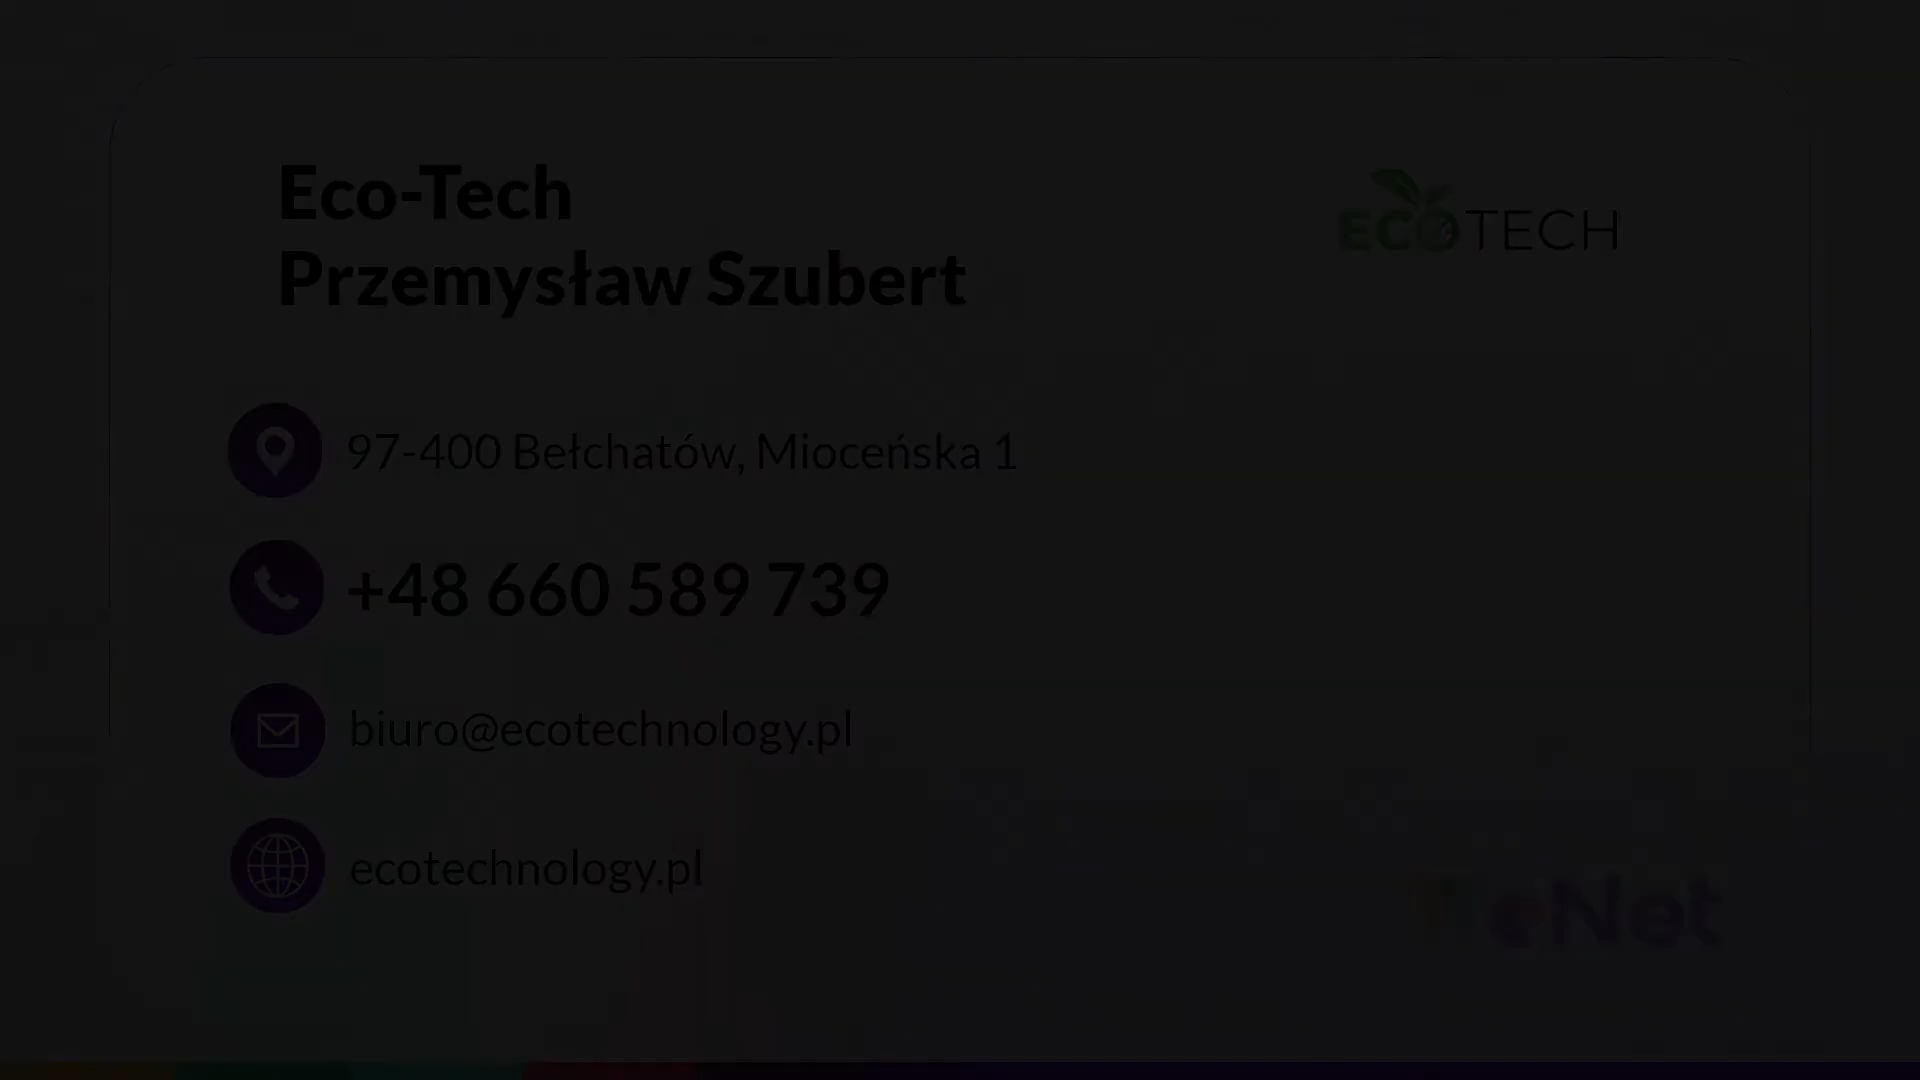 Eco-Tech
Przemysław Szubert
ECOTECH
97-400 Bełchatów, Mioceńska 1
+48 660 589 739
biuro@ecotechnology.pl
ecotechnology.pl